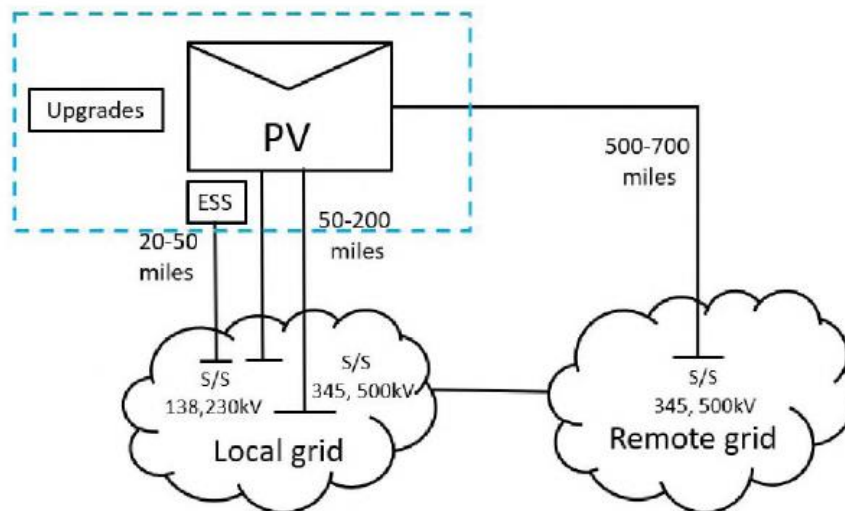 Upgrades
PV
ESS
20-50
miles
50-200
miles
500-700
miles
S/S
138,230kV
S/S
345, 500kV
Local grid
S/S
345, 500kV
Remote grid